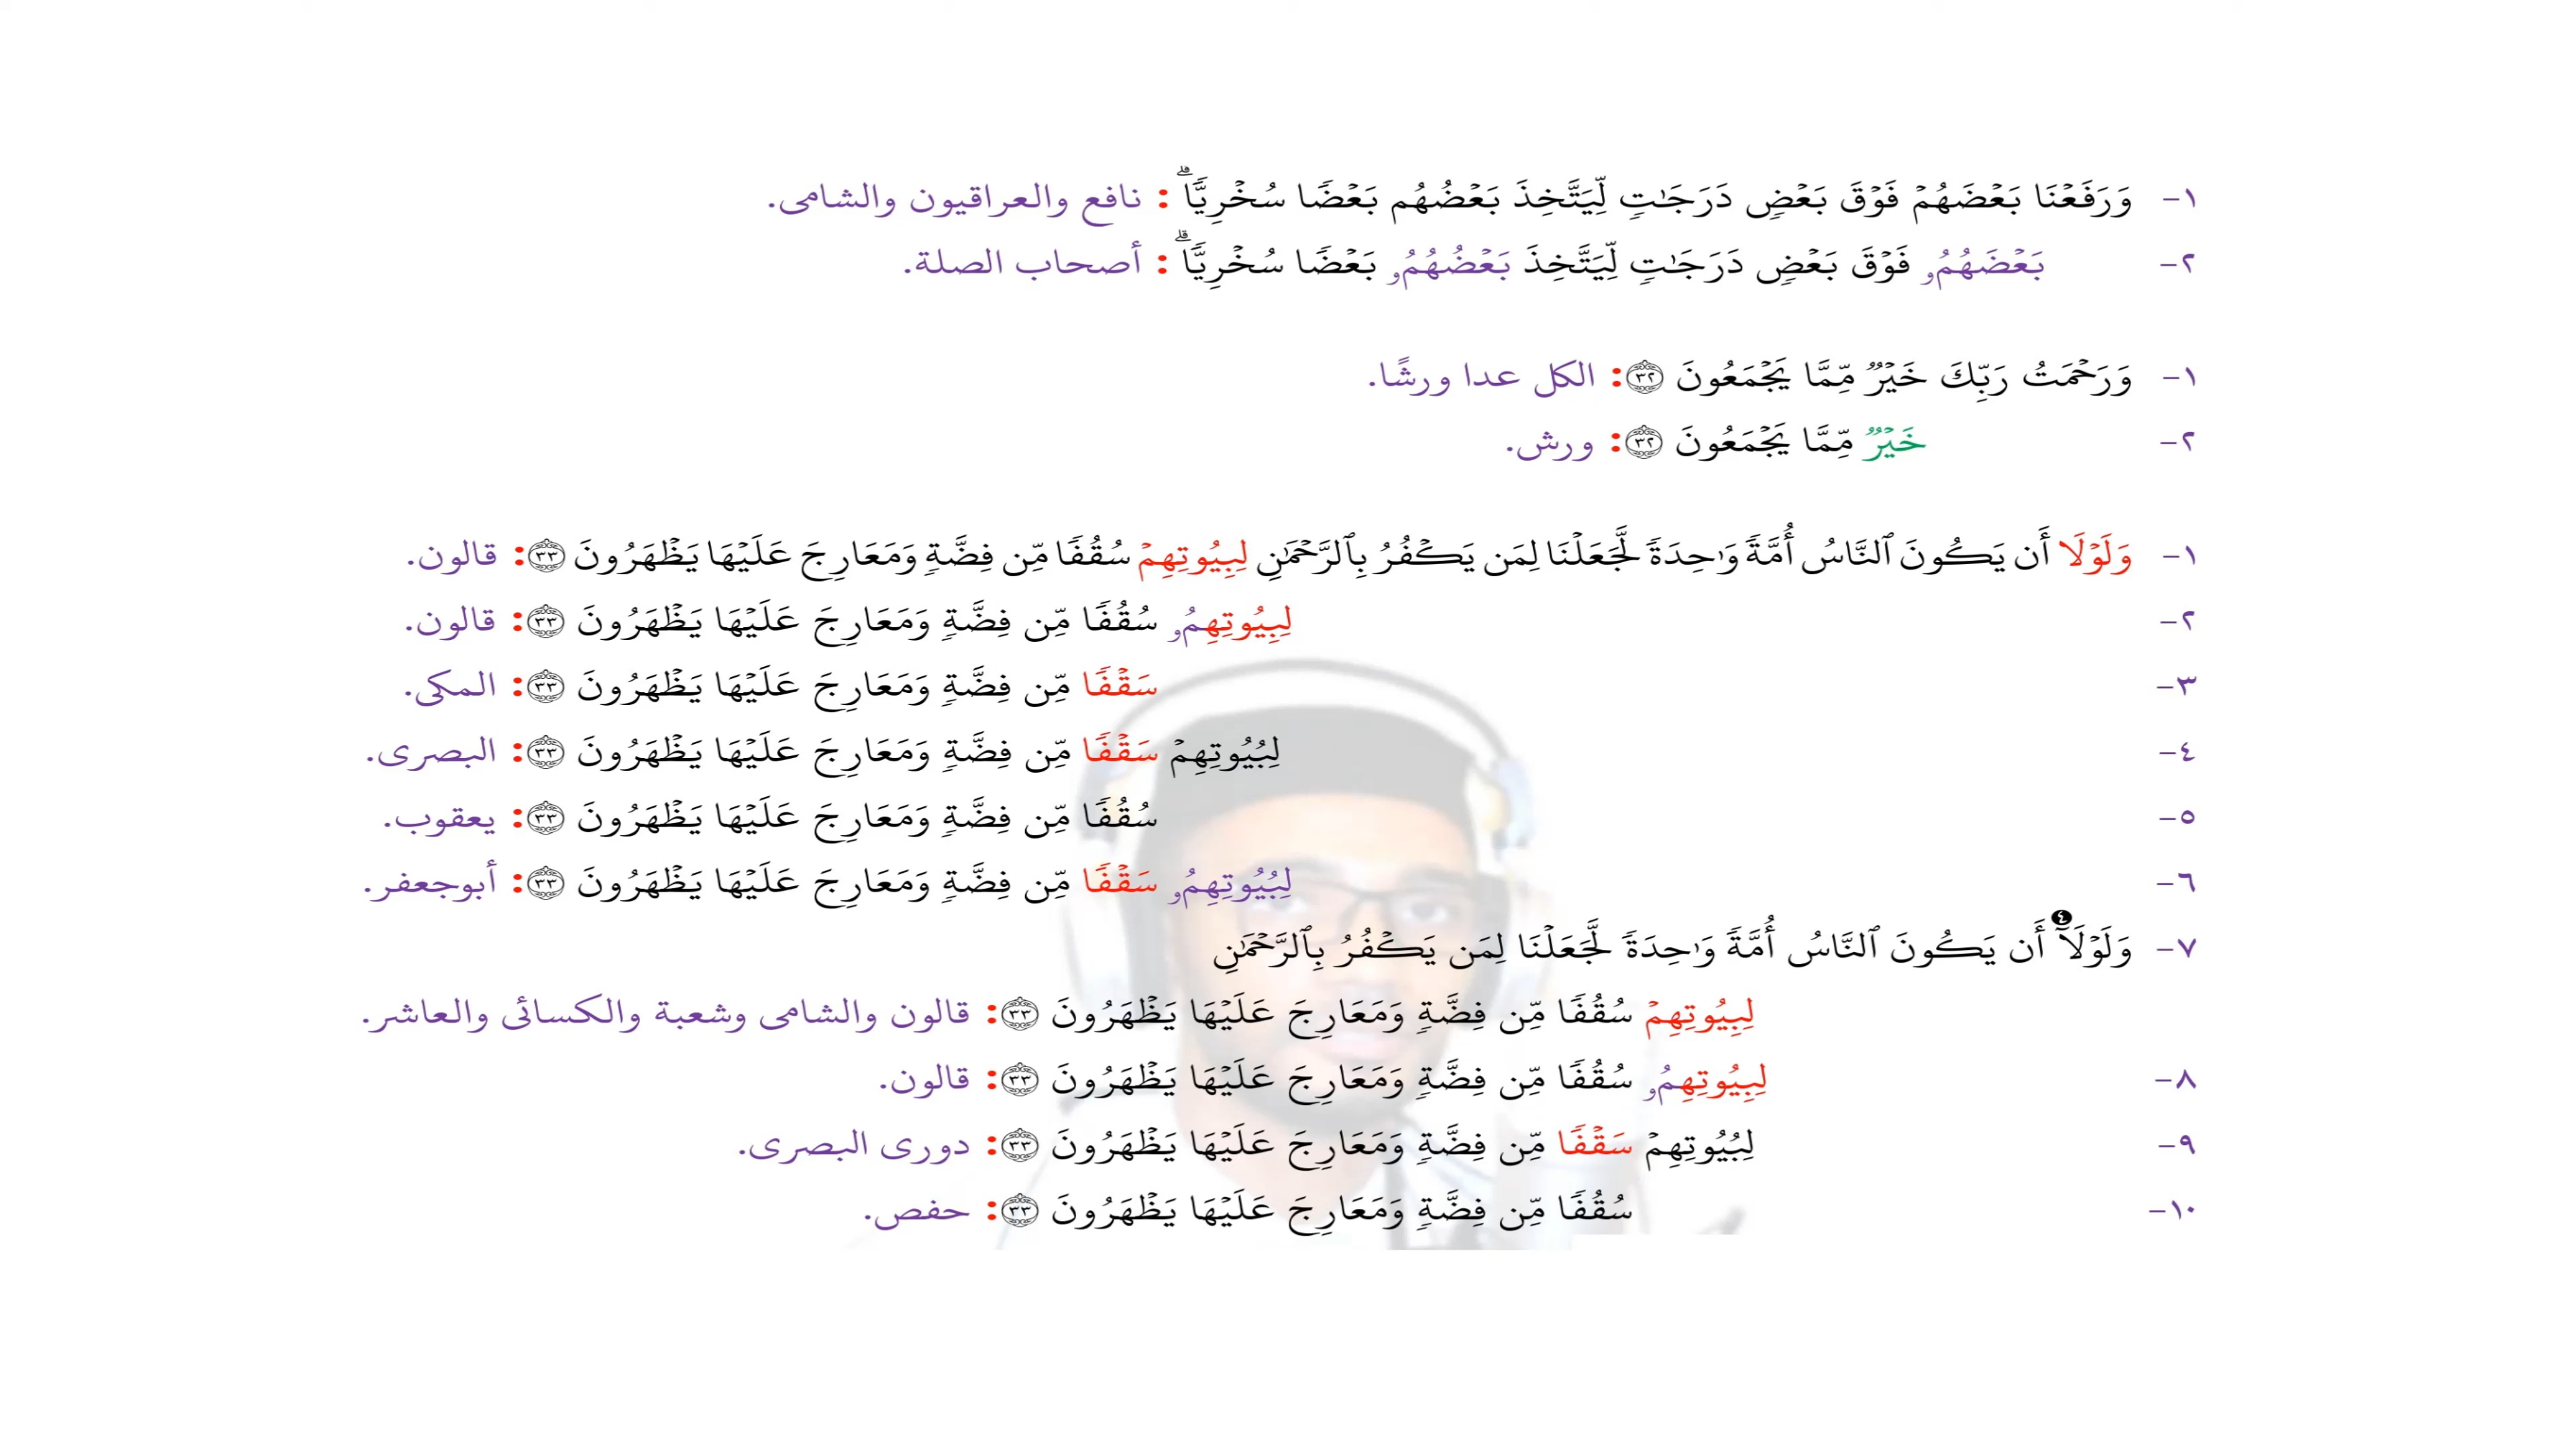 ١- وَرَفَعْنَا بَعْضَهُمْ فَوْقَ بَعْضٍ دَرَجَٰتٍ لِّيَتَّخِذَ بَعْضُهُم بَعْضًا سُخْرِيًّاۗ : نافع والعراقيون والشامى.
٢- بَعْضَهُمُۥ فَوْقَ بَعْضٍ دَرَجَٰتٍ لِّيَتَّخِذَ بَعْضُهُمُۥ بَعْضًا سُخْرِيًّاۗ : أصحاب الصلة.
١- وَرَحْمَتُ رَبِّكَ خَيْرٌ مِّمَّا يَجْمَعُونَ ٣٢ : الكل عدا ورشًا.
٢- خَيْرٌ مِّمَّا يَجْمَعُونَ ٣٢ : ورش.
١- وَلَوْلَا أَن يَكُونَ ٱلنَّاسُ أُمَّةً وَٰحِدَةً لَّجَعَلْنَا لِمَن يَكْفُرُ بِٱلرَّحْمَٰنِ لِبِيُوتِهِمْ سُقُفًا مِّن فِضَّةٍ وَمَعَارِجَ عَلَيْهَا يَظْهَرُونَ ٣٣ : قالون.
٢- لِبِيُوتِهِمُۥ سُقُفًا مِّن فِضَّةٍ وَمَعَارِجَ عَلَيْهَا يَظْهَرُونَ ٣٣ : قالون.
٣- سَقْفًا مِّن فِضَّةٍ وَمَعَارِجَ عَلَيْهَا يَظْهَرُونَ ٣٣ : المكى.
٤- لِبُيُوتِهِمْ سَقْفًا مِّن فِضَّةٍ وَمَعَارِجَ عَلَيْهَا يَظْهَرُونَ ٣٣ : البصرى.
٥- سُقُفًا مِّن فِضَّةٍ وَمَعَارِجَ عَلَيْهَا يَظْهَرُونَ ٣٣ : يعقوب.
٦- لِبُيُوتِهِمُۥ سَقْفًا مِّن فِضَّةٍ وَمَعَارِجَ عَلَيْهَا يَظْهَرُونَ ٣٣ : أبوجعفر.
٧- وَلَوْلَآ ٤ أَن يَكُونَ ٱلنَّاسُ أُمَّةً وَٰحِدَةً لَّجَعَلْنَا لِمَن يَكْفُرُ بِٱلرَّحْمَٰنِ
لِبِيُوتِهِمْ سُقُفًا مِّن فِضَّةٍ وَمَعَارِجَ عَلَيْهَا يَظْهَرُونَ ٣٣ : قالون والشامى وشعبة والكسائى والعاشر.
٨- لِبِيُوتِهِمُۥ سُقُفًا مِّن فِضَّةٍ وَمَعَارِجَ عَلَيْهَا يَظْهَرُونَ ٣٣ : قالون.
٩- لِبُيُوتِهِمْ سَقْفًا مِّن فِضَّةٍ وَمَعَارِجَ عَلَيْهَا يَظْهَرُونَ ٣٣ : دورى البصرى.
١٠- سُقُفًا مِّن فِضَّةٍ وَمَعَارِجَ عَلَيْهَا يَظْهَرُونَ ٣٣ : حفص.